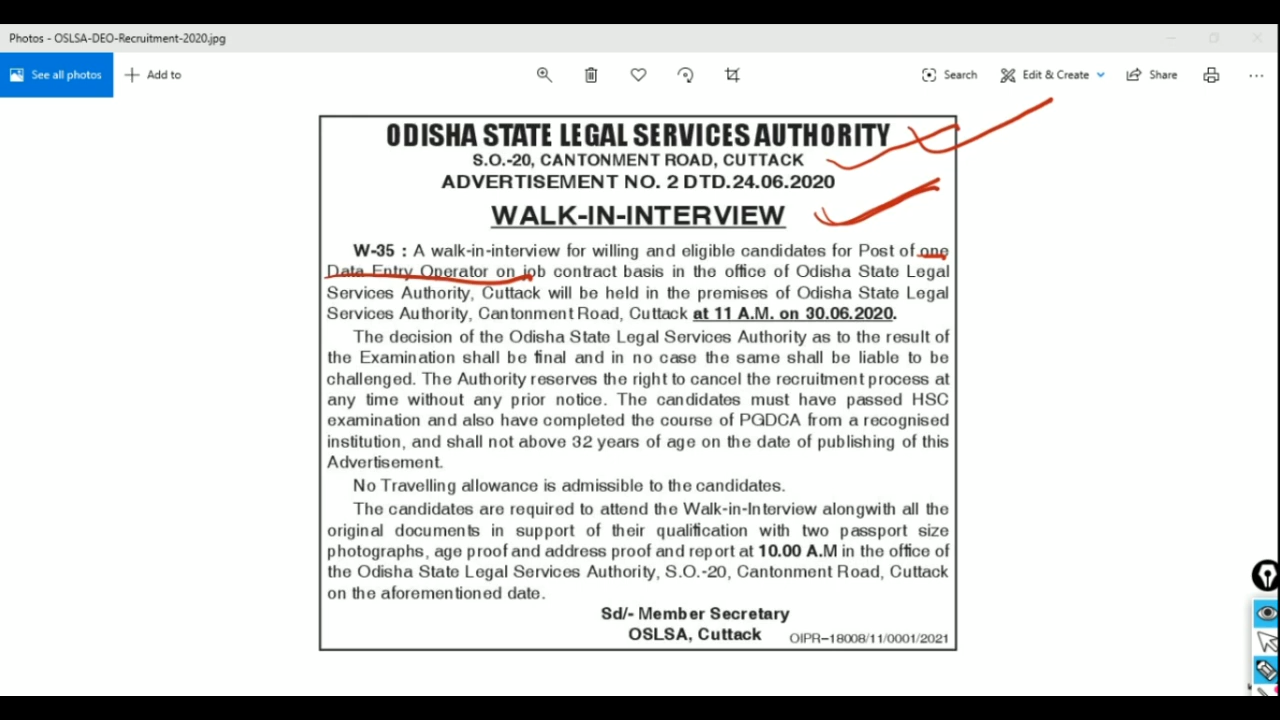 Photos - OSLSA-DEO-Recruitment-2020.jpg
See all photos
Add to
Search
Edit & Create
Share
ODISHA STATE LEGAL SERVICES AUTHORITY
S.O.-20, CANTONMENT ROAD, CUTTACK
ADVERTISEMENT NO. 2 DTD.24.06.2020
WALK-IN-INTERVIEW
W-35 : A walk-in-interview for willing and eligible candidates for Post of one
Data Entry Operator on job contract basis in the office of Odisha State Legal
Services Authority, Cuttack will be held in the premises of Odisha State Legal
Services Authority, Cantonment Road, Cuttack at 11 A.M. on 30.06.2020.
The decision of the Odisha State Legal Services Authority as to the result of
the Examination shall be final and in no case the same shall be liable to be
challenged. The Authority reserves the right to cancel the recruitment process at
any time without any prior notice. The candidates must have passed HSC
examination and also have completed the course of PGDCA from a recognised
institution, and shall not above 32 years of age on the date of publishing of this
Advertisement.
No Travelling allowance is admissible to the candidates.
The candidates are required to attend the Walk-in-Interview alongwith all the
original documents in support of their qualification with two passport size
photographs, age proof and address proof and report at 10.00 A.M in the office of
the Odisha State Legal Services Authority, S.O.-20, Cantonment Road, Cuttack
on the aforementioned date.
Sd/- Member Secretary
OSLSA, Cuttack
OIPR-18008/11/0001/2021